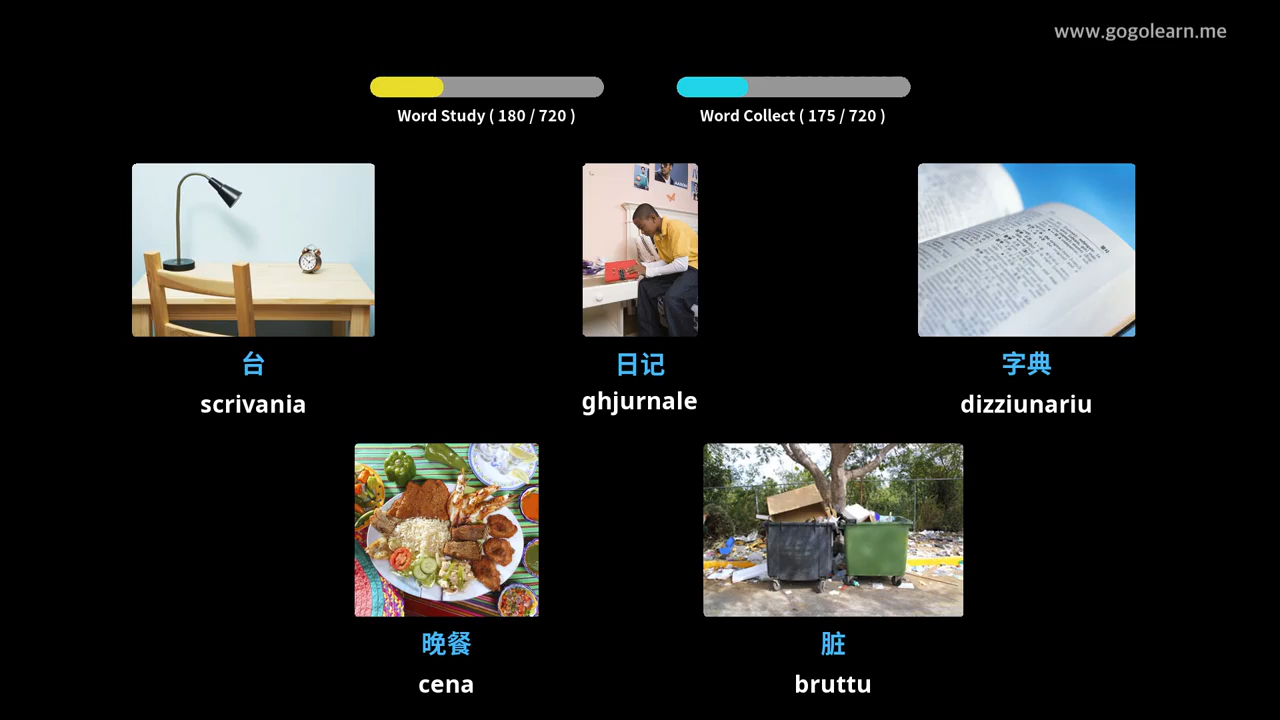 www.gogolearn.me
Word Study ( 180 / 720 )
Word Collect ( 175 / 720 )
台
日记
字典
scrivania
ghjurnale
dizziunariu
晚餐
脏
cena
bruttu